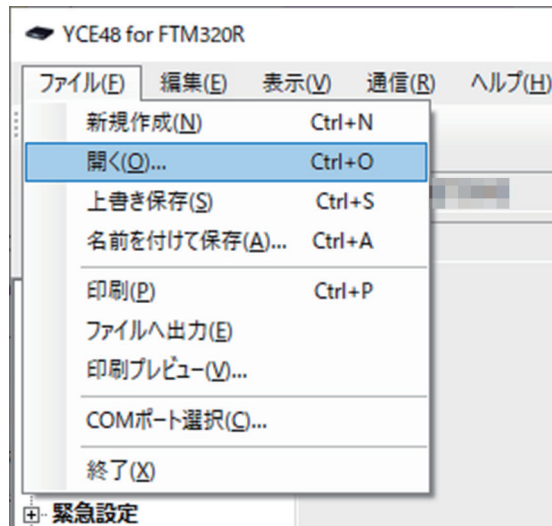 YCE48 for FTM320R
ファイル(F) 編集(E) 表示(V) 通信(R) ヘルプ(H)
新規作成(N) Ctrl+N
開く(O)... Ctrl+O
上書き保存(S) Ctrl+S
名前を付けて保存(A)... Ctrl+A
印刷(P) Ctrl+P
ファイルへ出力(E)
印刷プレビュー(V)...
COMポート選択(C)...
終了(X)
緊急設定